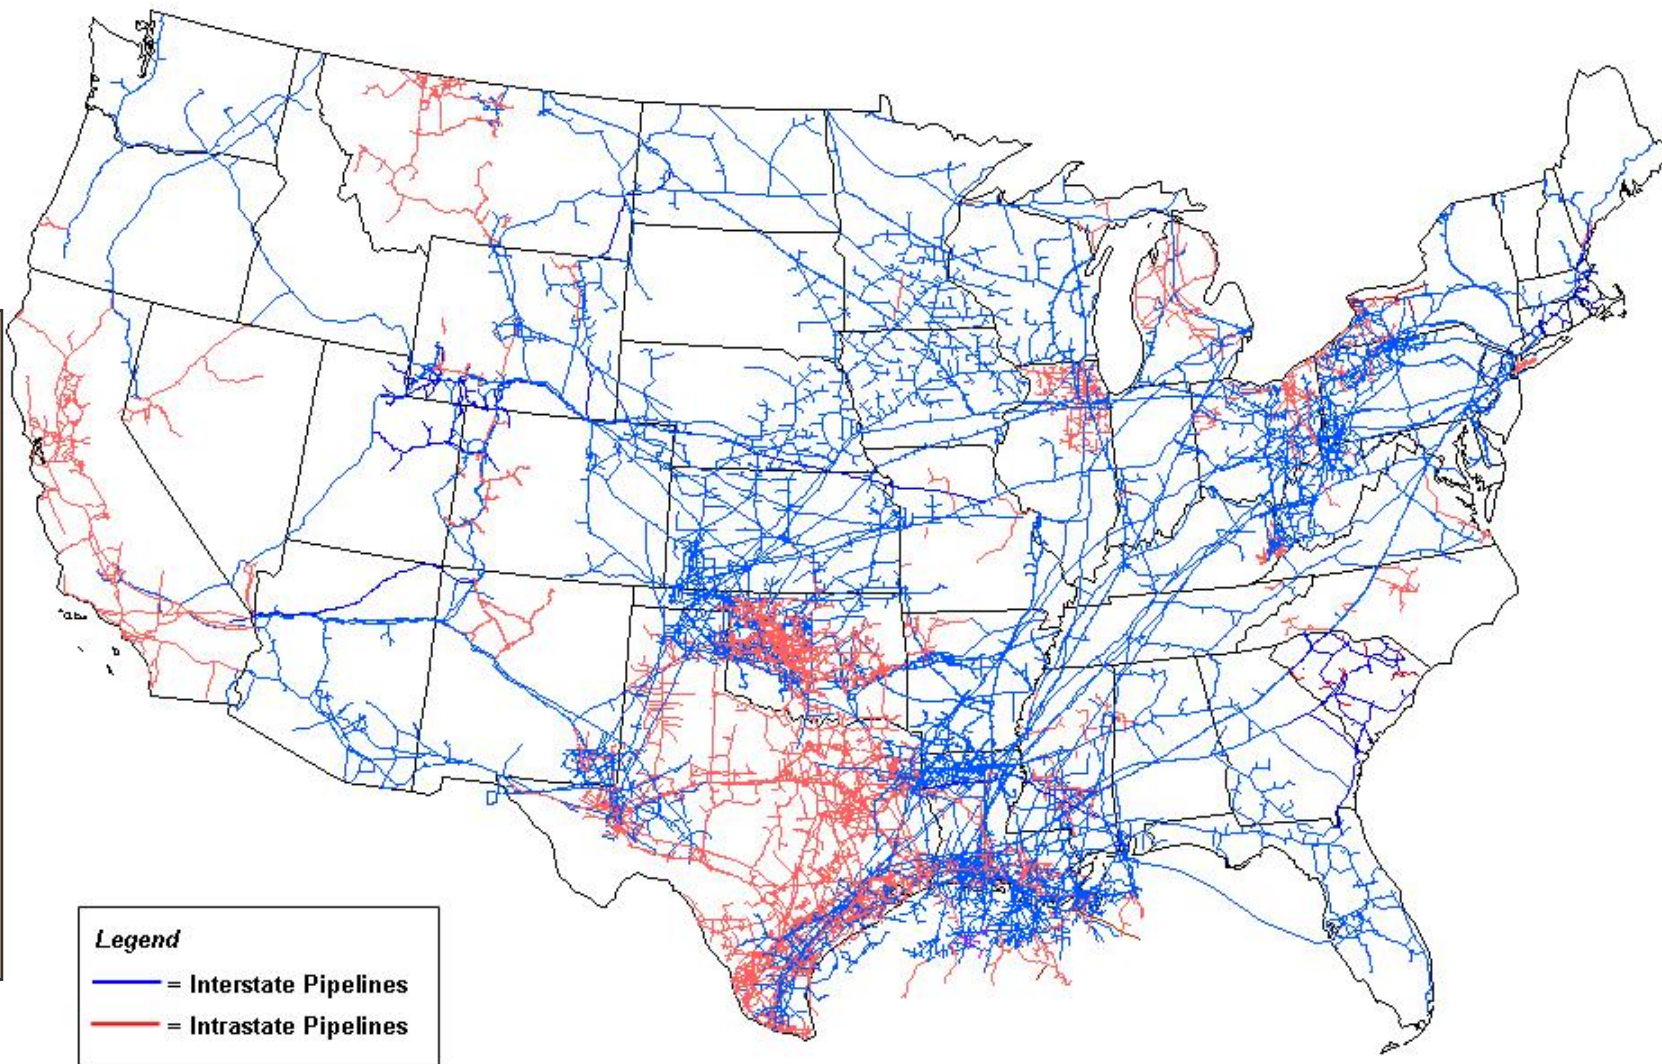 Legend
= Interstate Pipelines
= Intrastate Pipelines